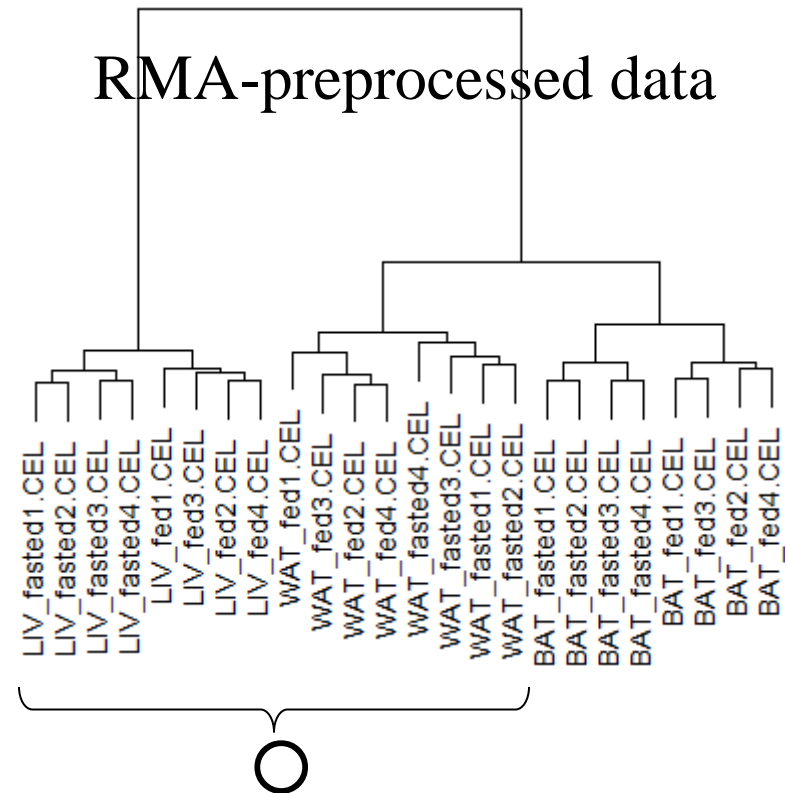 RMA-preprocessed data
LIV_fasted1.CEL
LIV_fasted2.CEL
LIV_fasted3.CEL
LIV_fasted4.CEL
LIV_fed1.CEL
LIV_fed3.CEL
LIV_fed2.CEL
LIV_fed4.CEL
WAT_fed1.CEL
WAT_fed3.CEL
WAT_fed2.CEL
WAT_fed4.CEL
WAT_fasted4.CEL
WAT_fasted3.CEL
WAT_fasted1.CEL
WAT_fasted2.CEL
BAT_fasted1.CEL
BAT_fasted2.CEL
BAT_fasted3.CEL
BAT_fasted4.CEL
BAT_fed1.CEL
BAT_fed3.CEL
BAT_fed2.CEL
BAT_fed4.CEL